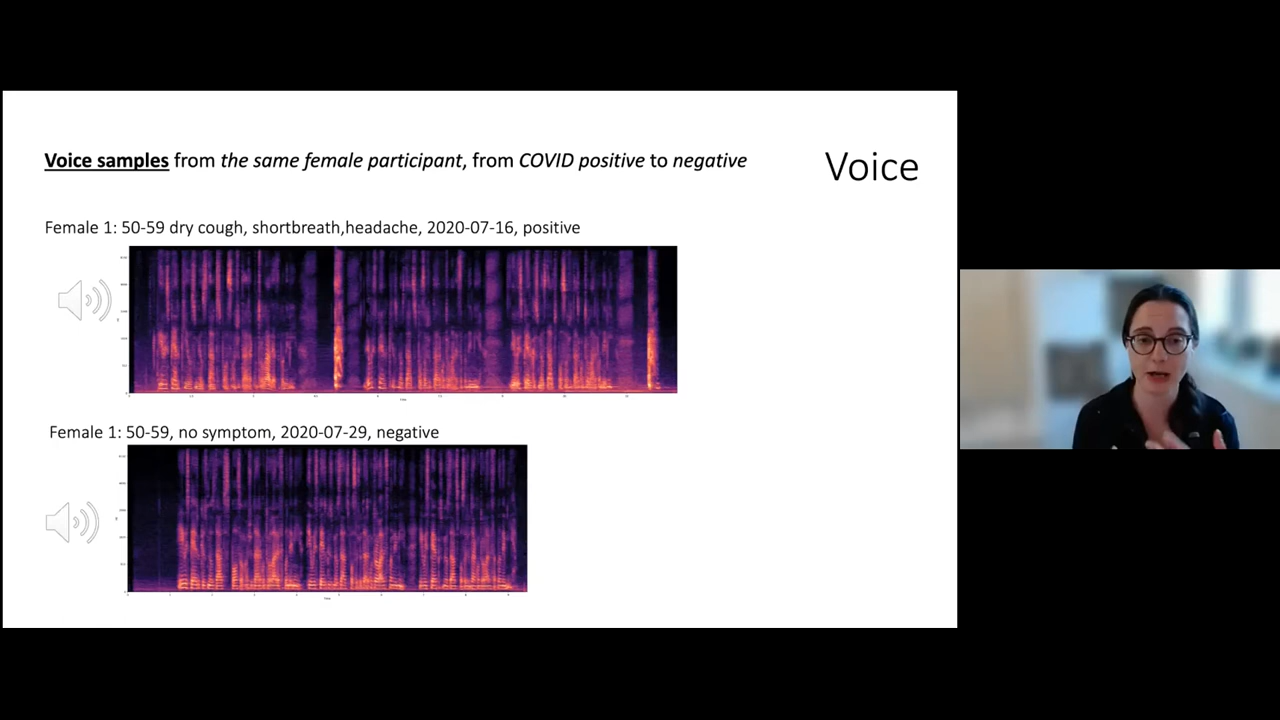 Voice samples from the same female participant, from COVID positive to negative
Voice
Female 1: 50-59 dry cough, shortbreath,headache, 2020-07-16, positive
Female 1: 50-59, no symptom, 2020-07-29, negative